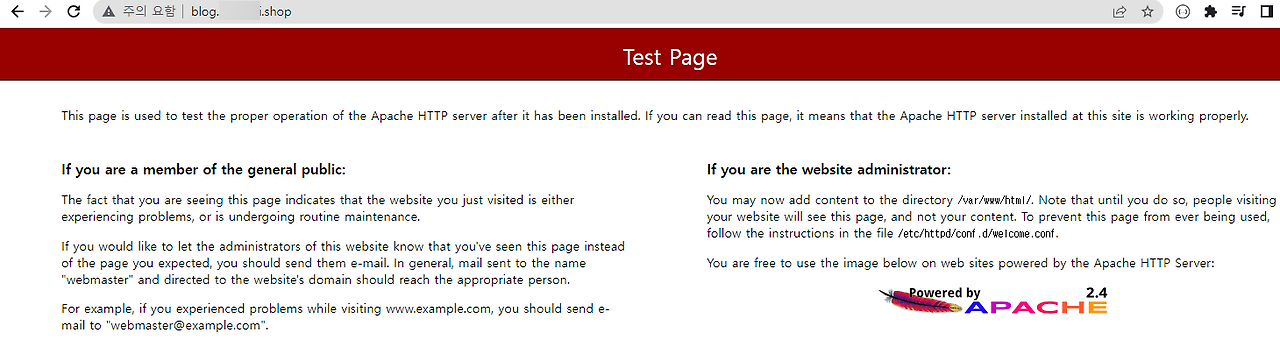 주의 요함 | blog. i.shop
Test Page
This page is used to test the proper operation of the Apache HTTP server after it has been installed. If you can read this page, it means that the Apache HTTP server installed at this site is working properly.
If you are a member of the general public:
The fact that you are seeing this page indicates that the website you just visited is either
experiencing problems, or is undergoing routine maintenance.
If you would like to let the administrators of this website know that you've seen this page instead
of the page you expected, you should send them e-mail. In general, mail sent to the name
"webmaster" and directed to the website's domain should reach the appropriate person.
For example, if you experienced problems while visiting www.example.com, you should send e-
mail to "webmaster@example.com".
If you are the website administrator:
You may now add content to the directory /var/www/html/. Note that until you do so, people visiting
your website will see this page, and not your content. To prevent this page from ever being used,
follow the instructions in the file /etc/httpd/conf.d/welcome.conf.
You are free to use the image below on web sites powered by the Apache HTTP Server:
Powered by 2.4
APACHE